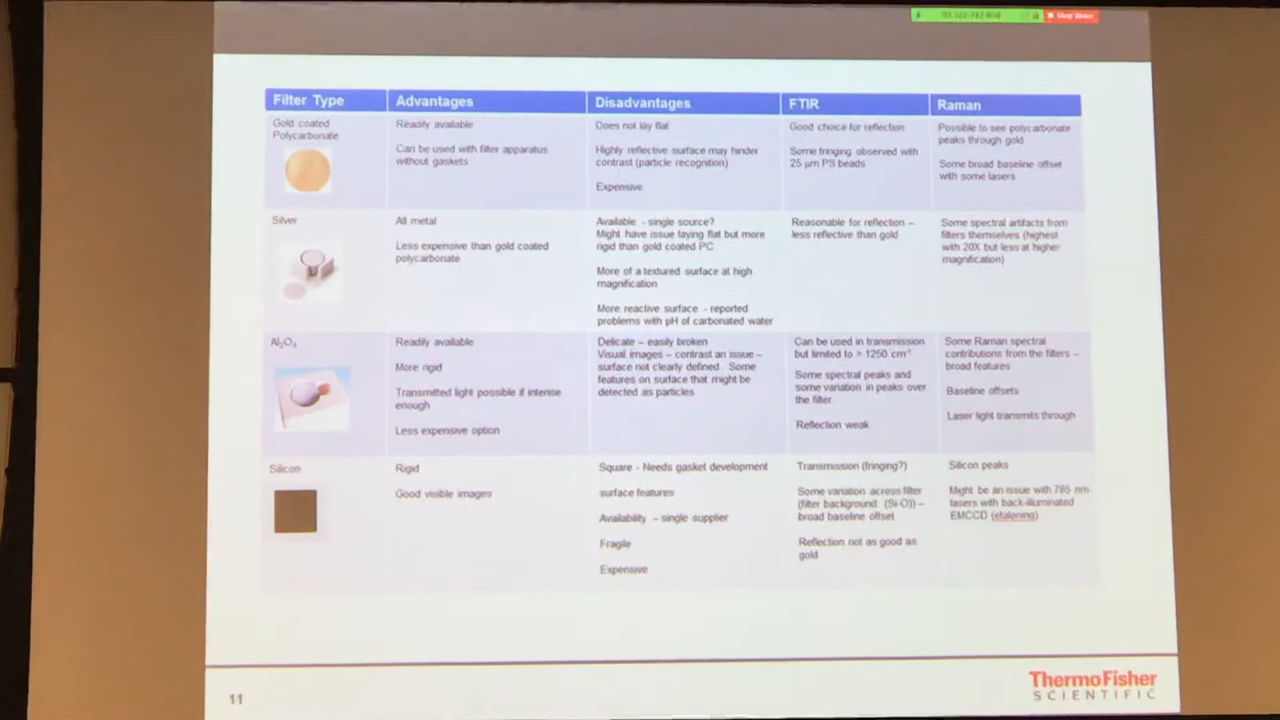 Stop Share
Filter Type
Advantages
Disadvantages
FTIR
Raman
Gold coated
Polycarbonate
Readily available
Can be used with filter apparatus
without gaskets
Does not lay flat
Highly reflective surface may hinder
contrast (particle recognition)
Expensive
Good choice for reflection
Some fringing observed with
25 µm PS beads
Possible to see polycarbonate
peaks through gold
Some broad baseline offset
with some lasers
Silver
All metal
Less expensive than gold coated
polycarbonate
Available - single source?
Might have issue laying flat but more
rigid than gold coated PC
More of a textured surface at high
magnification
More reactive surface - reported
problems with pH of carbonated water
Reasonable for reflection –
less reflective than gold
Some spectral artifacts from
filters themselves (highest
with 20X but less at higher
magnification)
Al₂O₃
Readily available
More rigid
Transmitted light possible if intense
enough
Less expensive option
Delicate – easily broken
Visual images – contrast an issue –
surface not clearly defined. Some
features on surface that might be
detected as particles
Can be used in transmission
but limited to > 1250 cm⁻¹
Some spectral peaks and
some variation in peaks over
the filter.
Reflection weak
Some Raman spectral
contributions from the filters –
broad features
Baseline offsets
Laser light transmits through
Silicon
Rigid
Good visible images
Square - Needs gasket development
surface features
Availability – single supplier
Fragile
Expensive
Transmission (fringing?)
Some variation across filter
(filter background: (Si-O)) –
broad baseline offset
Reflection not as good as
gold
Silicon peaks
Might be an issue with 785 nm
lasers with back-illuminated
EMCCD (etaloning)
11
ThermoFisher
SCIENTIFIC